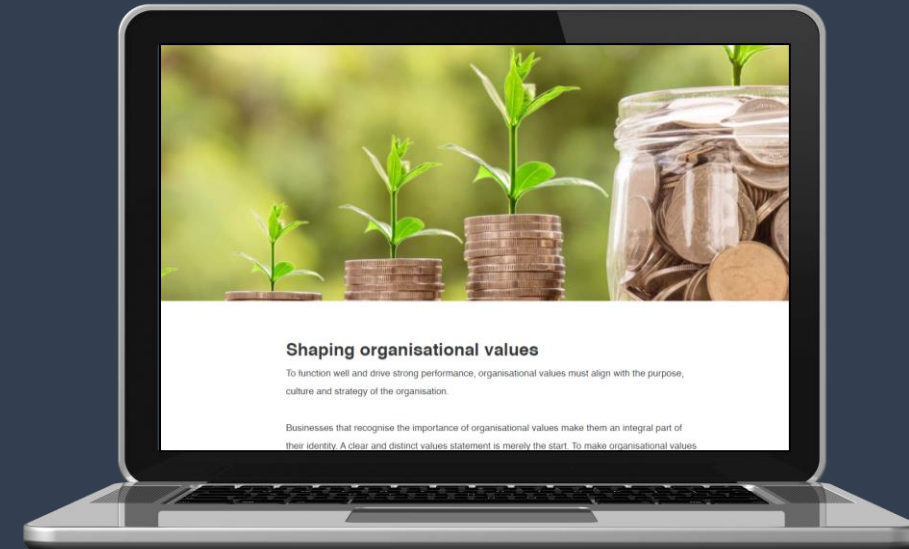 Shaping organisational values
To function well and drive strong performance, organisational values must align with the purpose,
culture and strategy of the organisation.
Businesses that recognise the importance of organisational values make them an integral part of
their identity. A clear and distinct values statement is merely the start. To make organisational values